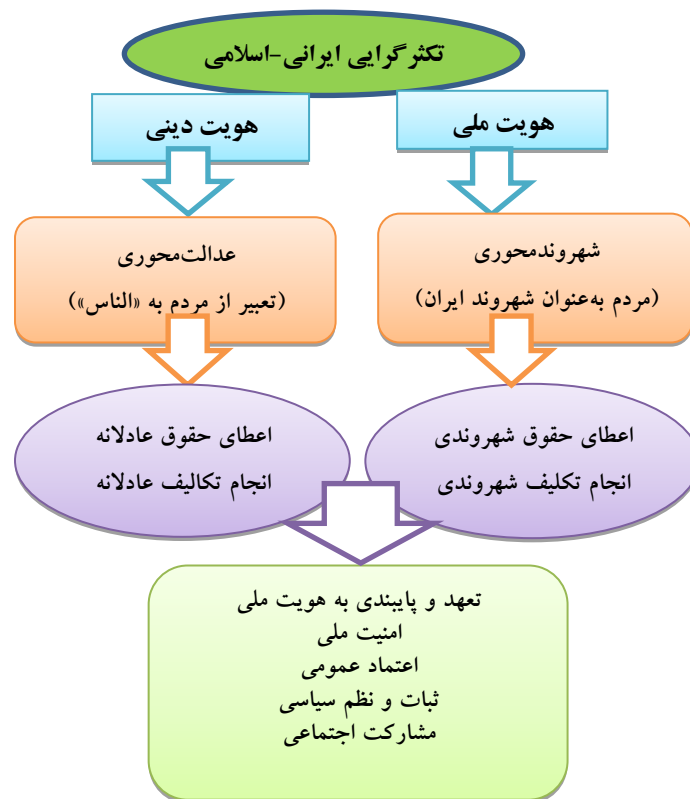 تکثرگرایی ایرانی-اسلامی
هویت ملی
هویت دینی
شهروندمحوری
(مردم به‌عنوان شهروند ایران)
عدالت‌محوری
(تعبیر از مردم به «الناس»)
اعطای حقوق شهروندی
انجام تکلیف شهروندی
اعطای حقوق عادلانه
انجام تکالیف عادلانه
تعهد و پایبندی به هویت ملی
امنیت ملی
اعتماد عمومی
ثبات و نظم سیاسی
مشارکت اجتماعی